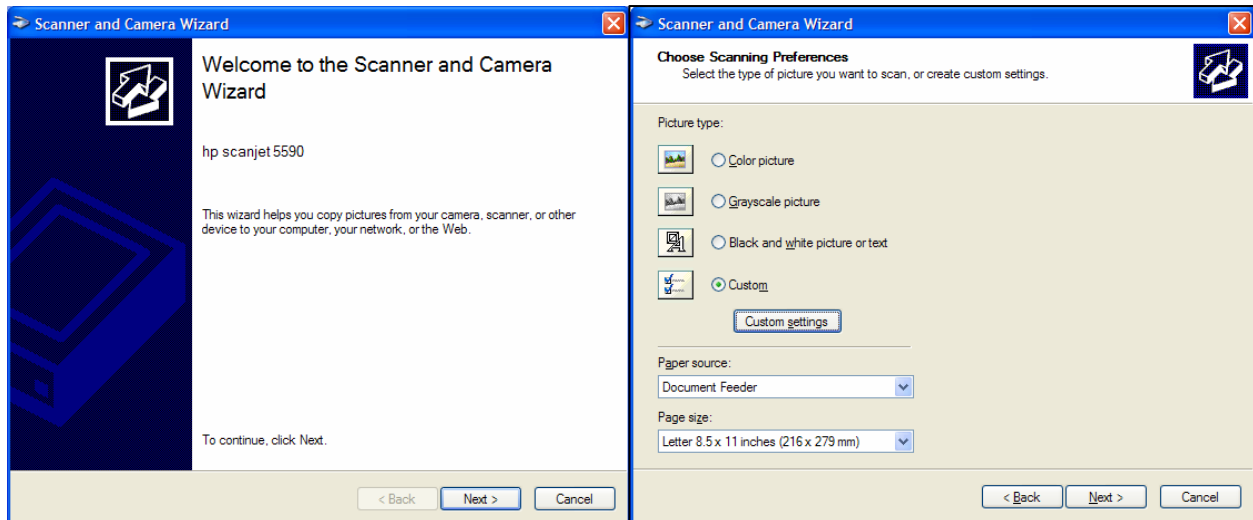 Scanner and Camera Wizard
Welcome to the Scanner and Camera
Wizard
hp scanjet 5590
This wizard helps you copy pictures from your camera, scanner, or other
device to your computer, your network, or the Web.
To continue, click Next.
< Back
Next >
Cancel
Scanner and Camera Wizard
Choose Scanning Preferences
Select the type of picture you want to scan, or create custom settings.
Picture type:
Color picture
Grayscale picture
Black and white picture or text
Custom
Custom settings
Paper source:
Document Feeder
Page size:
Letter 8.5 x 11 inches (216 x 279 mm)
< Back
Next >
Cancel